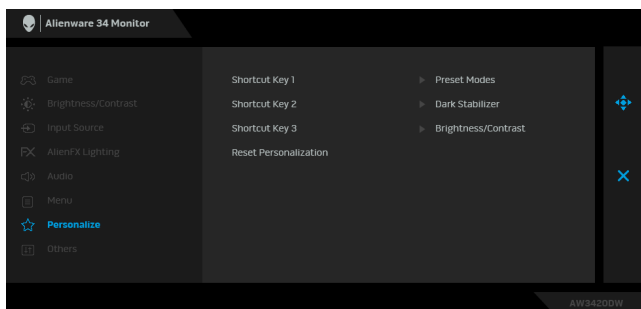 Alienware 34 Monitor
Game
Brightness/Contrast
Input Source
AlienFX Lighting
Audio
Menu
Personalize
Others
Shortcut Key 1 Preset Modes
Shortcut Key 2 Dark Stabilizer
Shortcut Key 3 Brightness/Contrast
Reset Personalization
AW3420DW